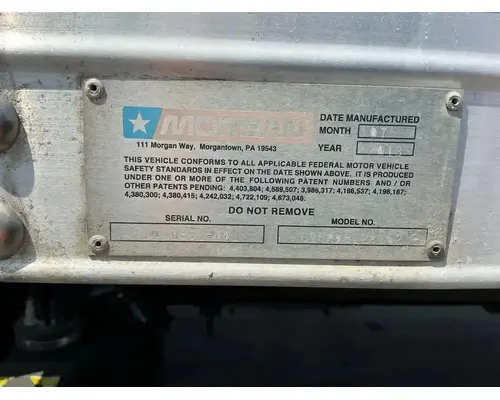 MORGAN
111 Morgan Way, Morgantown, PA 19543
DATE MANUFACTURED
MONTH 07
YEAR
THIS VEHICLE CONFORMS TO ALL APPLICABLE FEDERAL MOTOR VEHICLE
SAFETY STANDARDS IN EFFECT ON THE DATE SHOWN ABOVE. IT IS PRODUCED
UNDER ONE OR MORE OF THE FOLLOWING PATENT NUMBERS AND / OR
OTHER PATENTS PENDING: 4,403,804; 4,589,507; 3,986,317; 4,186,537; 4,198,187;
4,380,300; 4,380,415; 4,242,032; 4,722,109; 4,673,048.
DO NOT REMOVE
SERIAL NO.
MODEL NO.